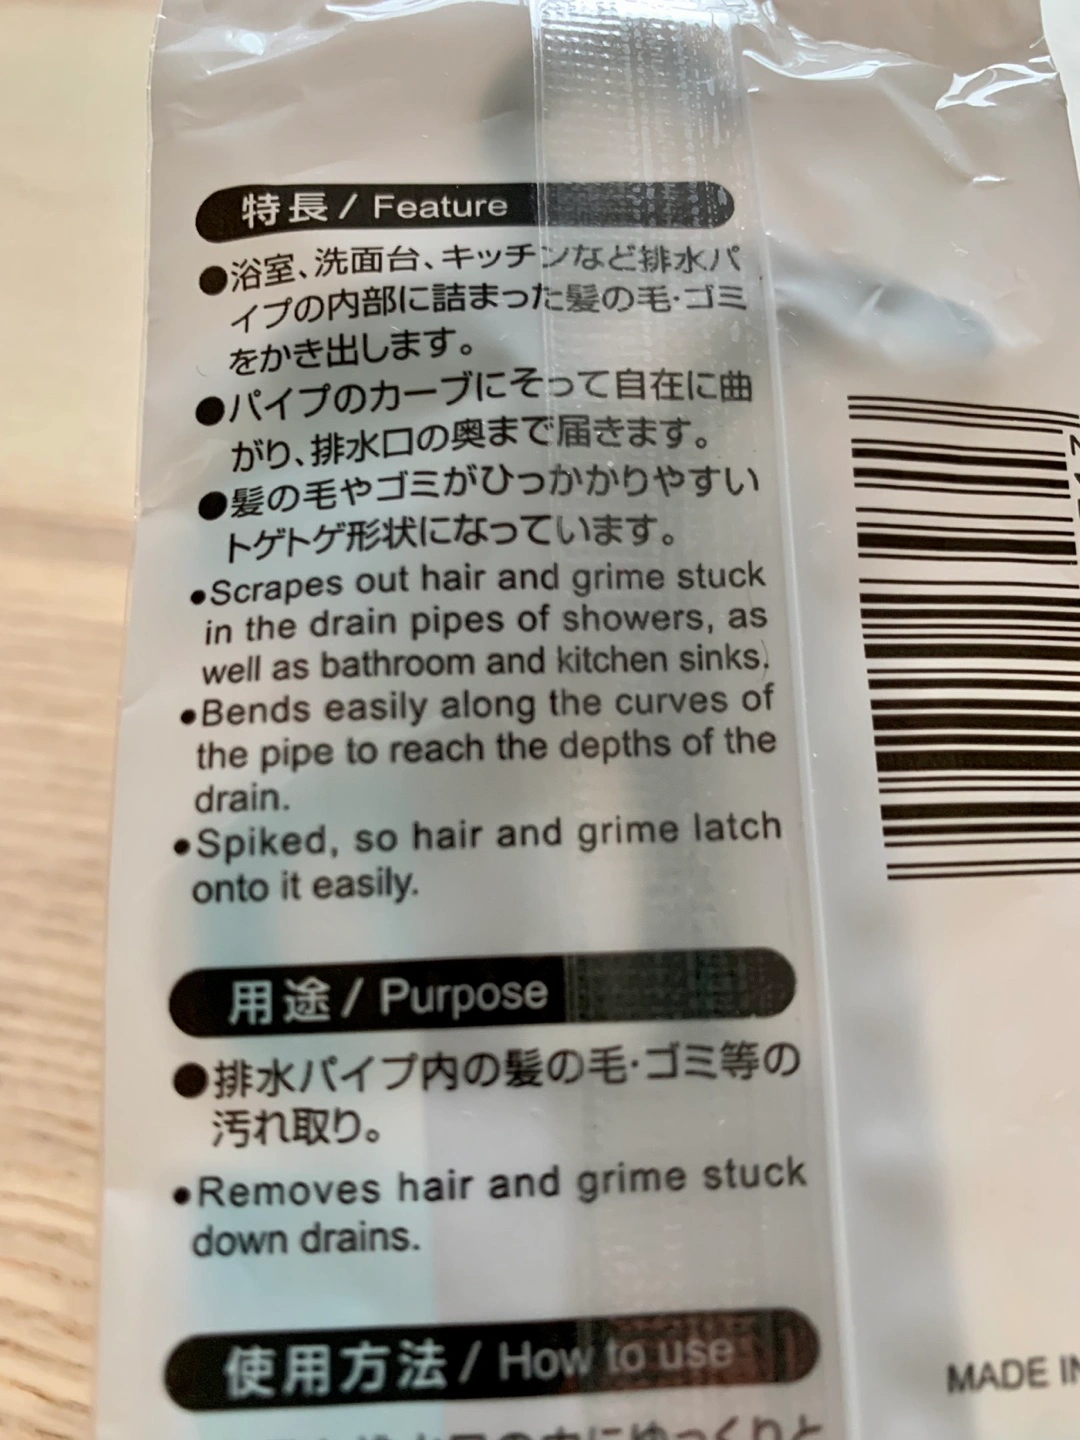 特長 / Feature
●浴室、洗面台、キッチンなど排水パ
イプの内部に詰まった髪の毛・ゴミ
をかき出します。
●パイプのカーブにそって自在に曲
がり、排水口の奥まで届きます。
●髪の毛やゴミがひっかかりやすい
トゲトゲ形状になっています。
•Scrapes out hair and grime stuck
in the drain pipes of showers, as
well as bathroom and kitchen sinks.
•Bends easily along the curves of
the pipe to reach the depths of the
drain.
•Spiked, so hair and grime latch
onto it easily.
用途 / Purpose
●排水パイプ内の髪の毛・ゴミ等の
汚れ取り。
•Removes hair and grime stuck
down drains.
使用方法 / How to use
MADE IN